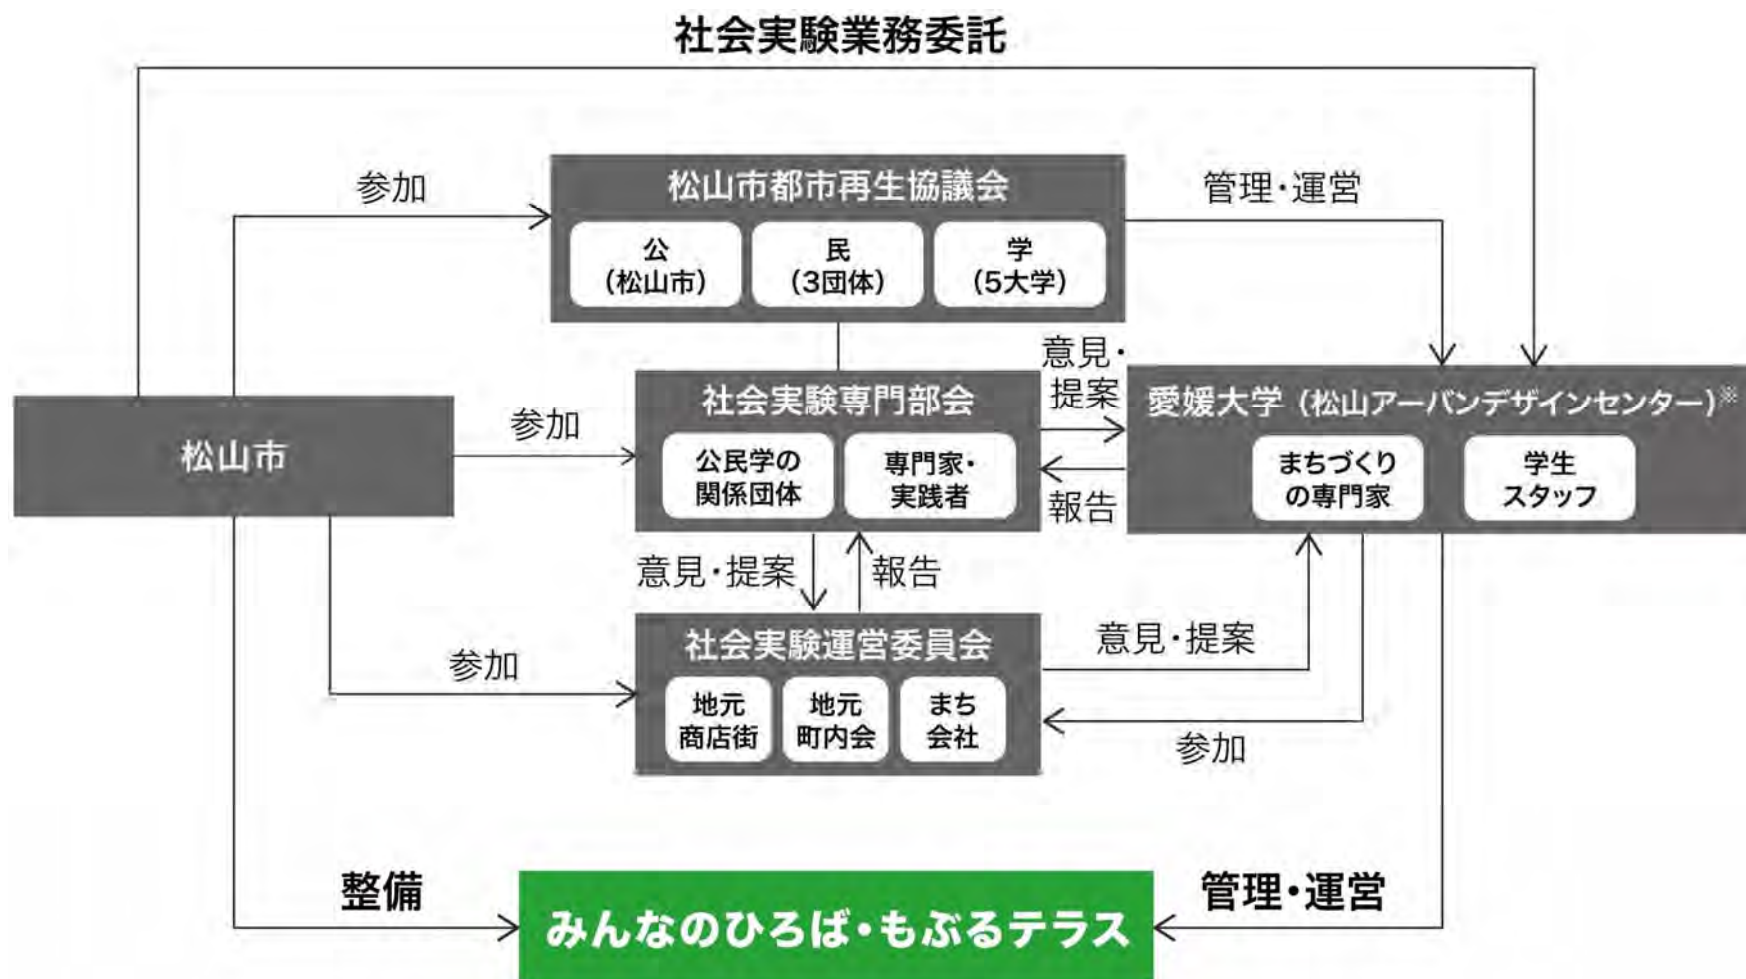 社会実験業務委託
参加
松山市都市再生協議会
管理・運営
公
(松山市)
民
(3団体)
学
(5大学)
意見・
提案
松山市
参加
社会実験専門部会
公民学の
関係団体
専門家・
実践者
報告
愛媛大学(松山アーバンデザインセンター)※
まちづくり
の専門家
学生
スタッフ
意見・提案
報告
参加
社会実験運営委員会
地元
商店街
地元
町内会
まち
会社
意見・提案
参加
整備
みんなのひろば・もぶるテラス
管理・運営